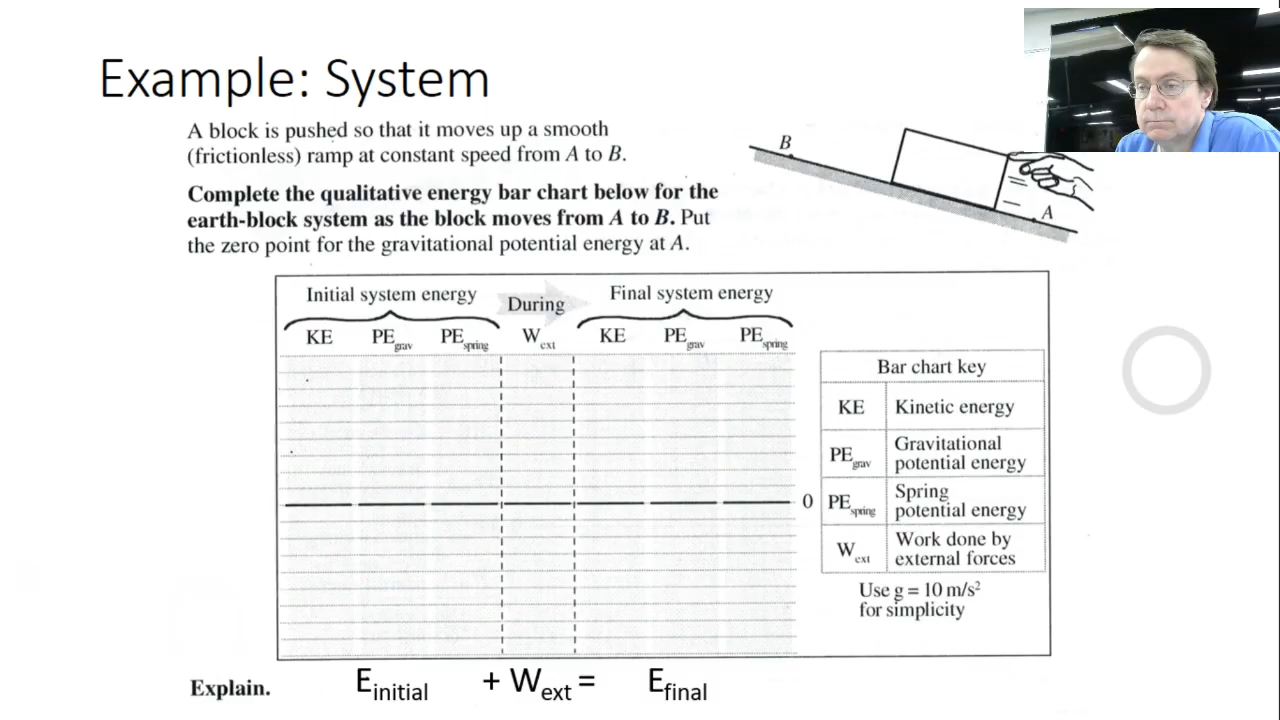 Example: System
A block is pushed so that it moves up a smooth
(frictionless) ramp at constant speed from A to B.
Complete the qualitative energy bar chart below for the
earth-block system as the block moves from A to B. Put
the zero point for the gravitational potential energy at A.
B
A
Initial system energy
During
Final system energy
KE PEgrav PEspring Wext KE PEgrav PEspring
0
Bar chart key
KE Kinetic energy
PEgrav Gravitational
potential energy
PEspring Spring
potential energy
Wext Work done by
external forces
Use g = 10 m/s²
for simplicity
Explain.
Einitial + Wext = Efinal